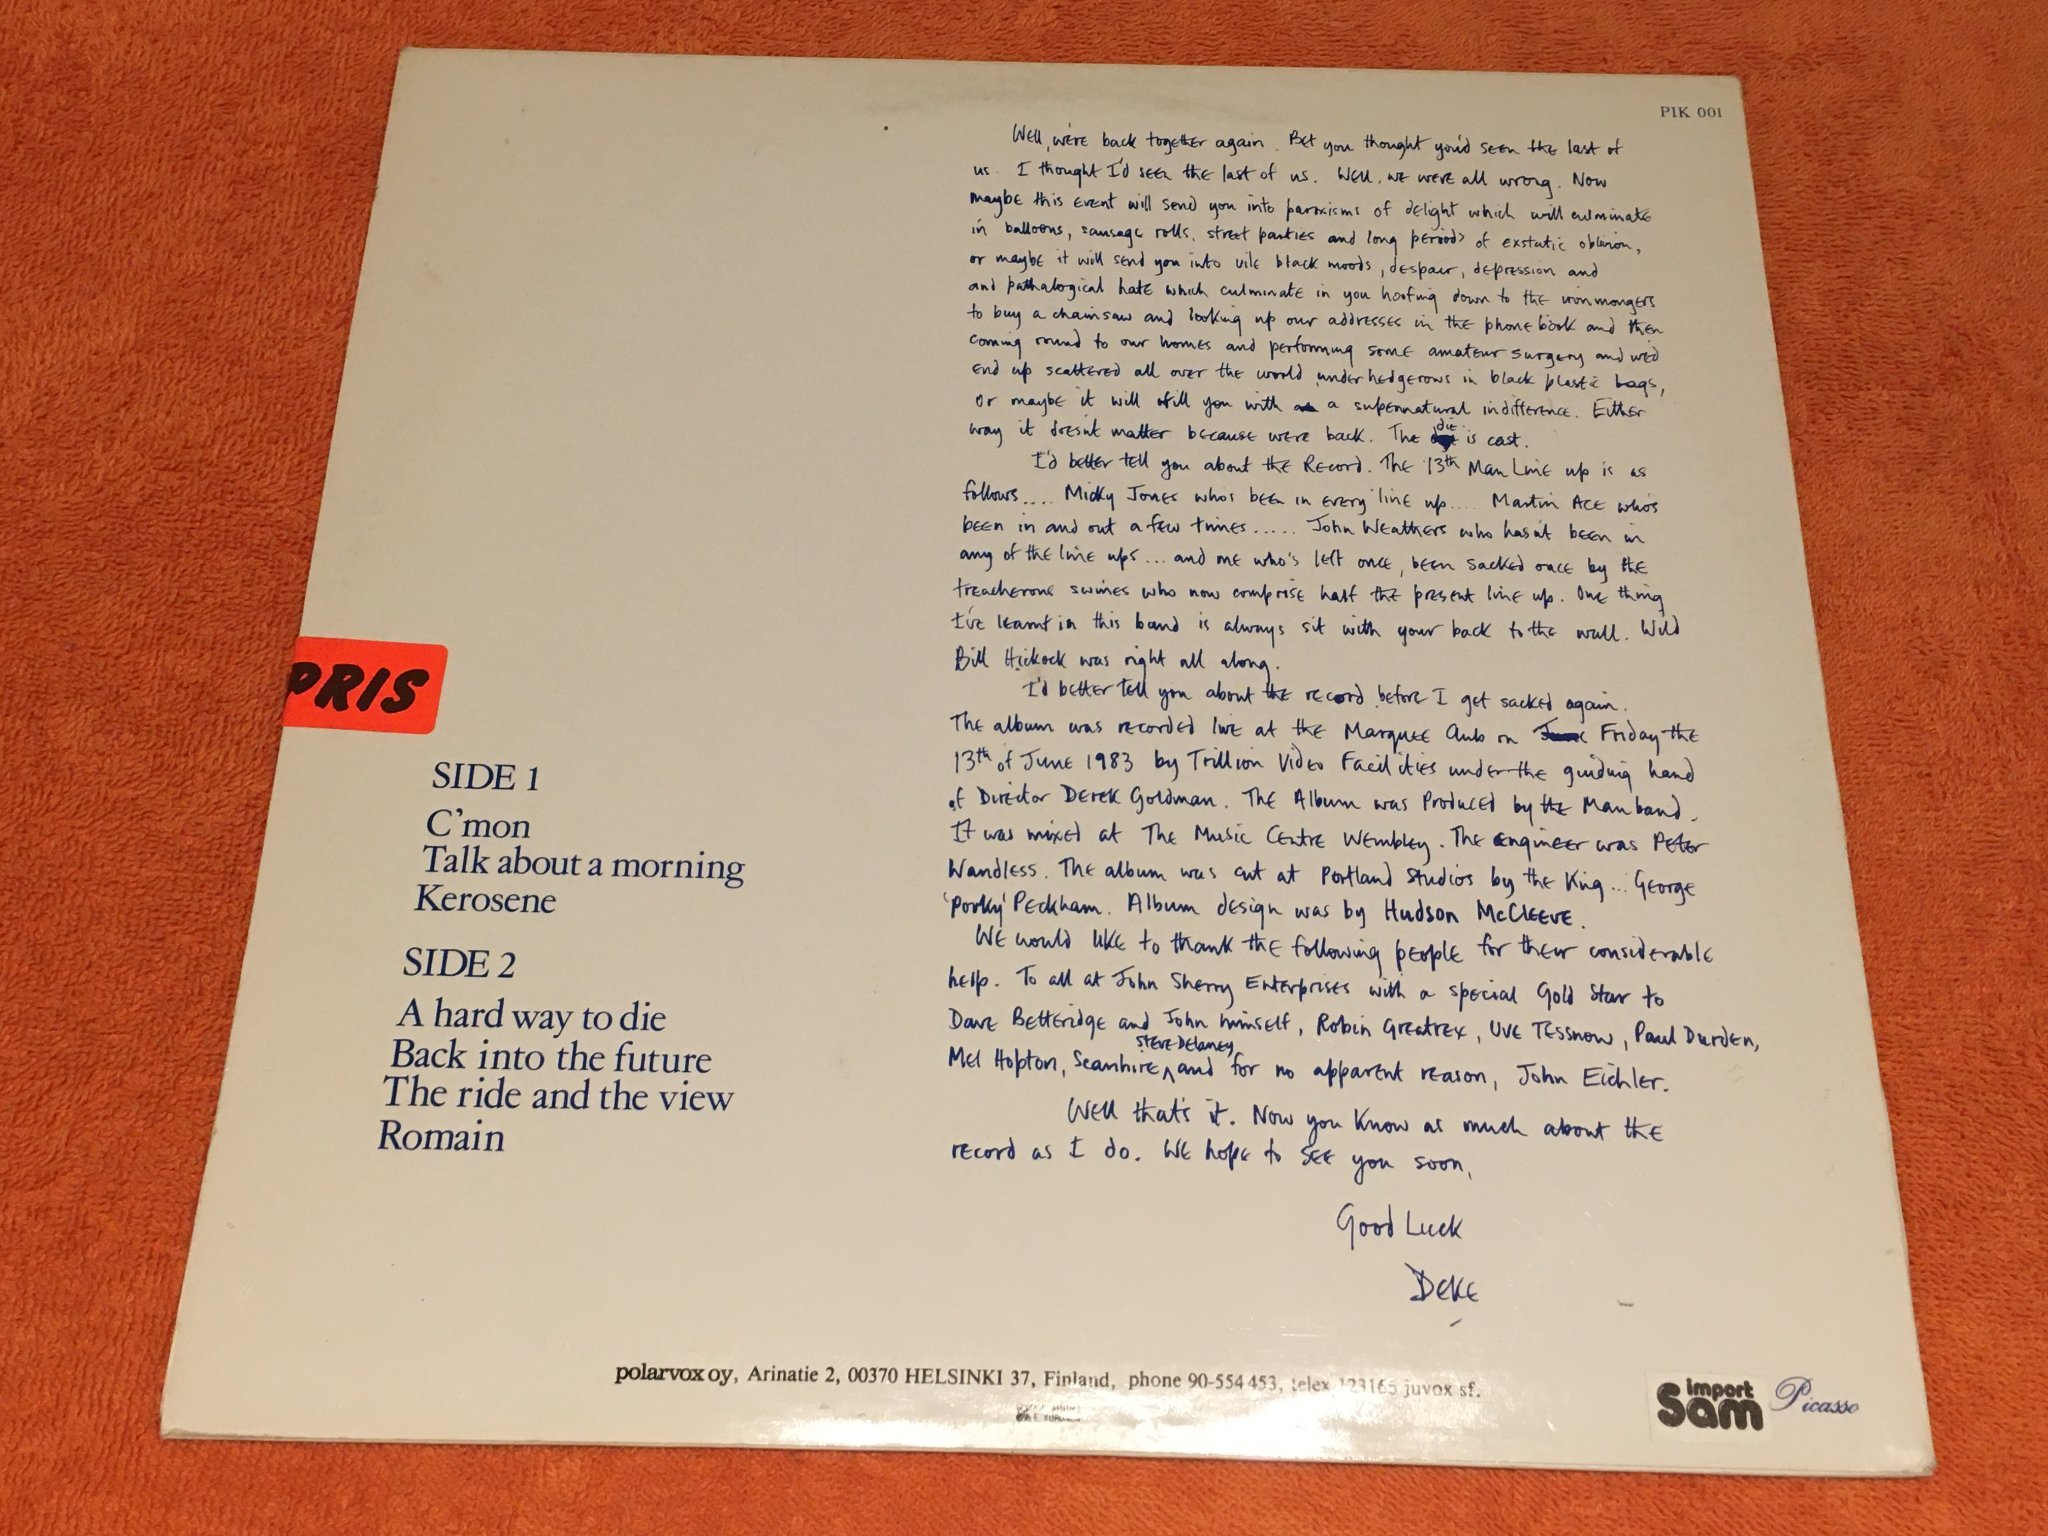 PIK 001
Well, we're back together again. Bet you thought you'd seen the last of
us. I thought I'd seen the last of us. Well, we were all wrong. Now
maybe this event will send you into paroxisms of delight which will culminate
in balloons, sausage rolls, street parties and long periods of exstatic oblivion,
or maybe it will send you into vile black moods, despair, depression and
and pathalogical hate which culminate in you hoofing down to the ironmongers
to buy a chainsaw and looking up our addresses in the phone book and then
coming round to our homes and performing some amateur surgery and we'd
end up scattered all over the world under hedgerows in black plastic bags,
or maybe it will fill you with a supernatural indifference. Either
way it doesn't matter because were back. The die is cast.
I'd better tell you about the Record. The 13th Man Line up is as
follows.... Micky Jones who's been in every line up.... Martin Ace who's
been in and out a few times ..... John Weathers who hasn't been in
any of the line ups ... and me who's left once, been sacked once by the
treacherous swines who now comprise half the present line up. One thing
I've learnt in this band is always sit with your back to the wall. Wild
Bill Hickock was right all along.
I'd better tell you about the record before I get sacked again.
The album was recorded live at the Marquee Club on Friday the
13th of June 1983 by Trillion Video Facilities under the guiding hand
of Director Derek Goldman. The Album was Produced by the Man band.
It was mixed at The Music Centre Wembley. The engineer was Peter
Wandless. The album was cut at Portland Studios by the King... George
'Porky' Peckham. Album design was by Hudson McCleeve.
We would like to thank the following people for their considerable
help. To all at John Sherry Enterprises with a special Gold Star to
Dave Betteridge and John himself, Robin Greatrex, Uve Tessnow, Paul Durden,
Mel Hopton, Seanhire, Steve Delaney and for no apparent reason, John Eichler.
Well that's it. Now you know as much about the
record as I do. We hope to see you soon,
Good Luck
Deke
PRIS
SIDE 1
C'mon
Talk about a morning
Kerosene
SIDE 2
A hard way to die
Back into the future
The ride and the view
Romain
polarvox oy, Arinatie 2, 00370 HELSINKI 37, Finland, phone 90-554 453, telex 123165 juvox sf.
import
Sam
Picasso